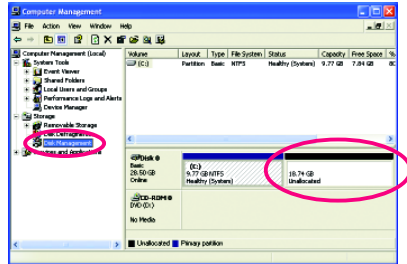 Computer Management
File Action View Window Help
Computer Management (Local)
System Tools
Event Viewer
Shared Folders
Local Users and Groups
Performance Logs and Alerts
Device Manager
Storage
Removable Storage
Disk Defragmenter
Disk Management
Services and Applications
Volume Layout Type File System Status Capacity Free Space %
(C:) Partition Basic NTFS Healthy (System) 9.77 GB 7.84 GB 80
Disk 0
Basic
28.50 GB
Online
(C:)
9.77 GB NTFS
Healthy (System)
18.74 GB
Unallocated
CD-ROM 0
DVD (D:)
No Media
Unallocated Primary partition